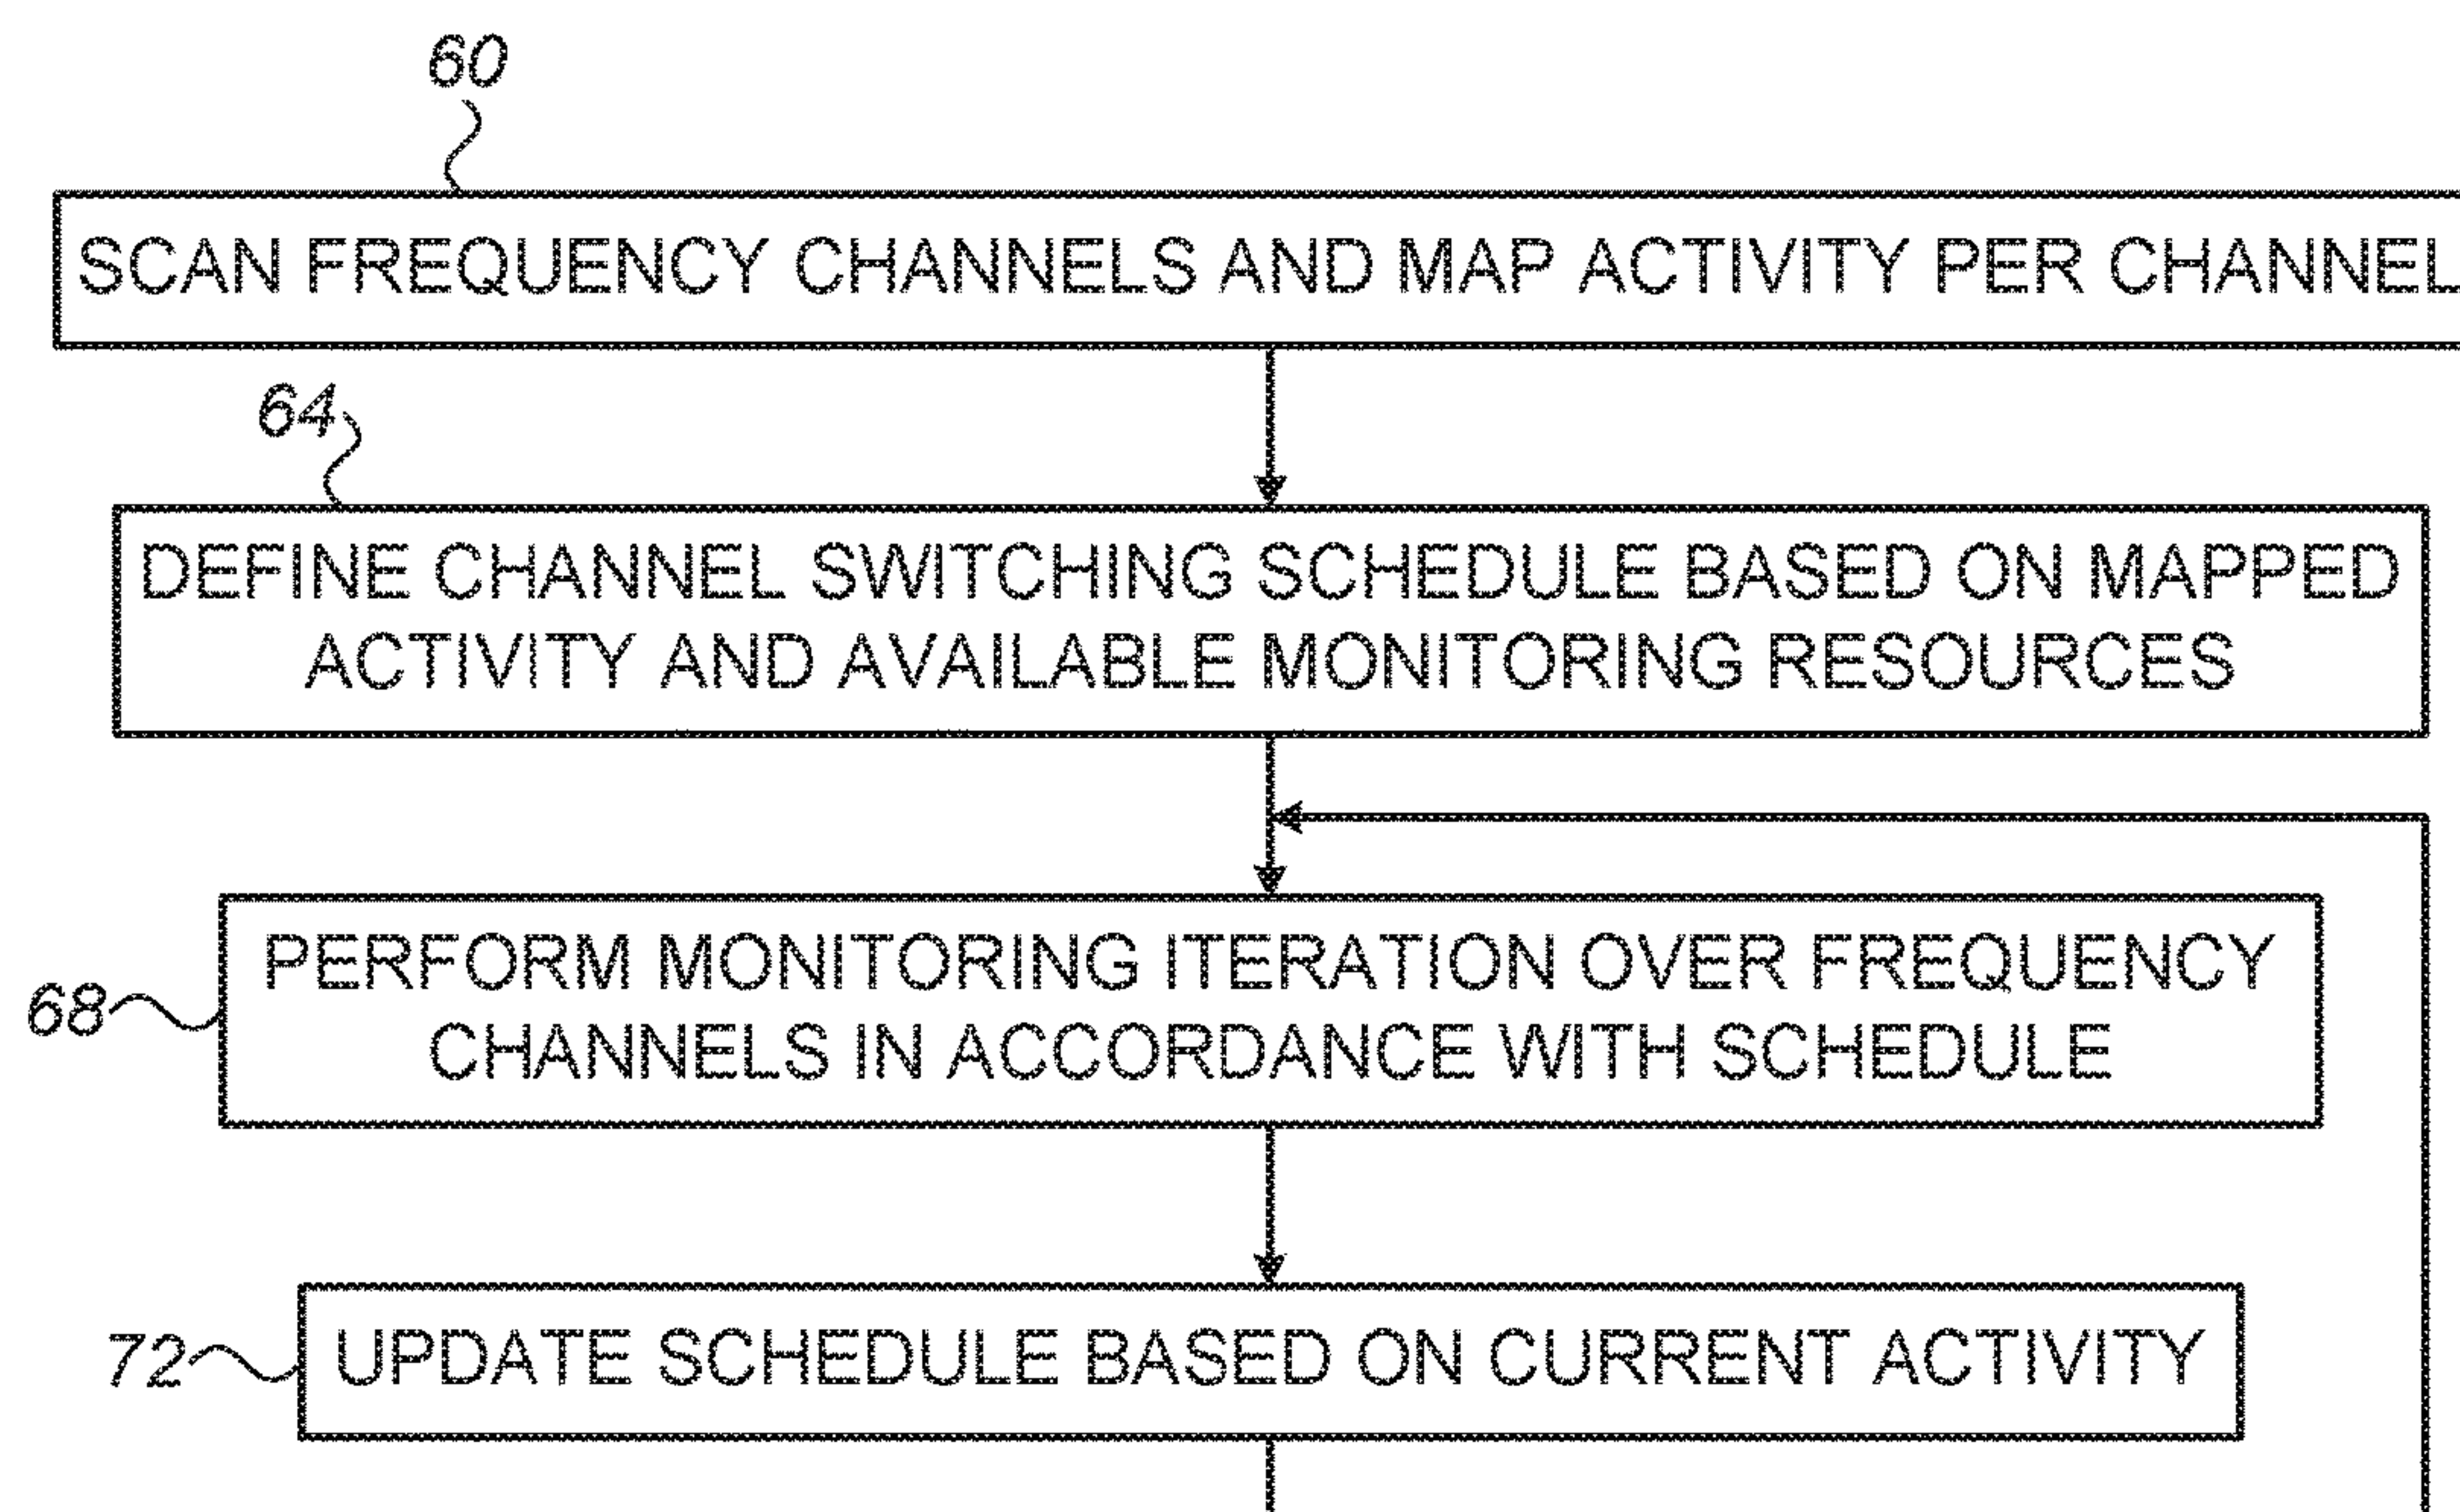 60
SCAN FREQUENCY CHANNELS AND MAP ACTIVITY PER CHANNEL
64
DEFINE CHANNEL SWITCHING SCHEDULE BASED ON MAPPED
ACTIVITY AND AVAILABLE MONITORING RESOURCES
PERFORM MONITORING ITERATION OVER FREQUENCY
68
CHANNELS IN ACCORDANCE WITH SCHEDULE
72
UPDATE SCHEDULE BASED ON CURRENT ACTIVITY